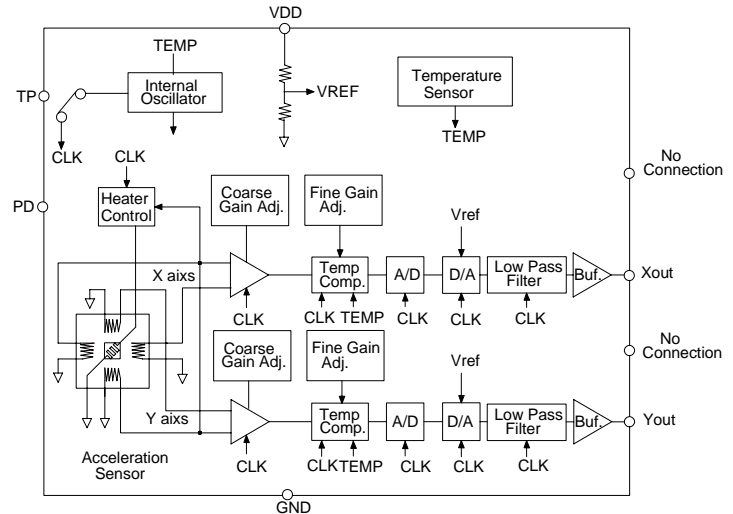 VDD
TEMP
Internal
Oscillator
TP
CLK
VREF
Temperature
Sensor
TEMP
CLK
No
Connection
PD
Heater
Control
Coarse
Gain Adj.
Fine Gain
Adj.
Vref
X aixs
Temp
Comp.
A/D
D/A
Low Pass
Filter
Buf.
Xout
CLK
CLK
TEMP
CLK
CLK
CLK
No
Connection
Coarse
Gain Adj.
Fine Gain
Adj.
Vref
Y aixs
Temp
Comp.
A/D
D/A
Low Pass
Filter
Buf.
Yout
CLK
CLK
TEMP
CLK
CLK
CLK
Acceleration
Sensor
GND